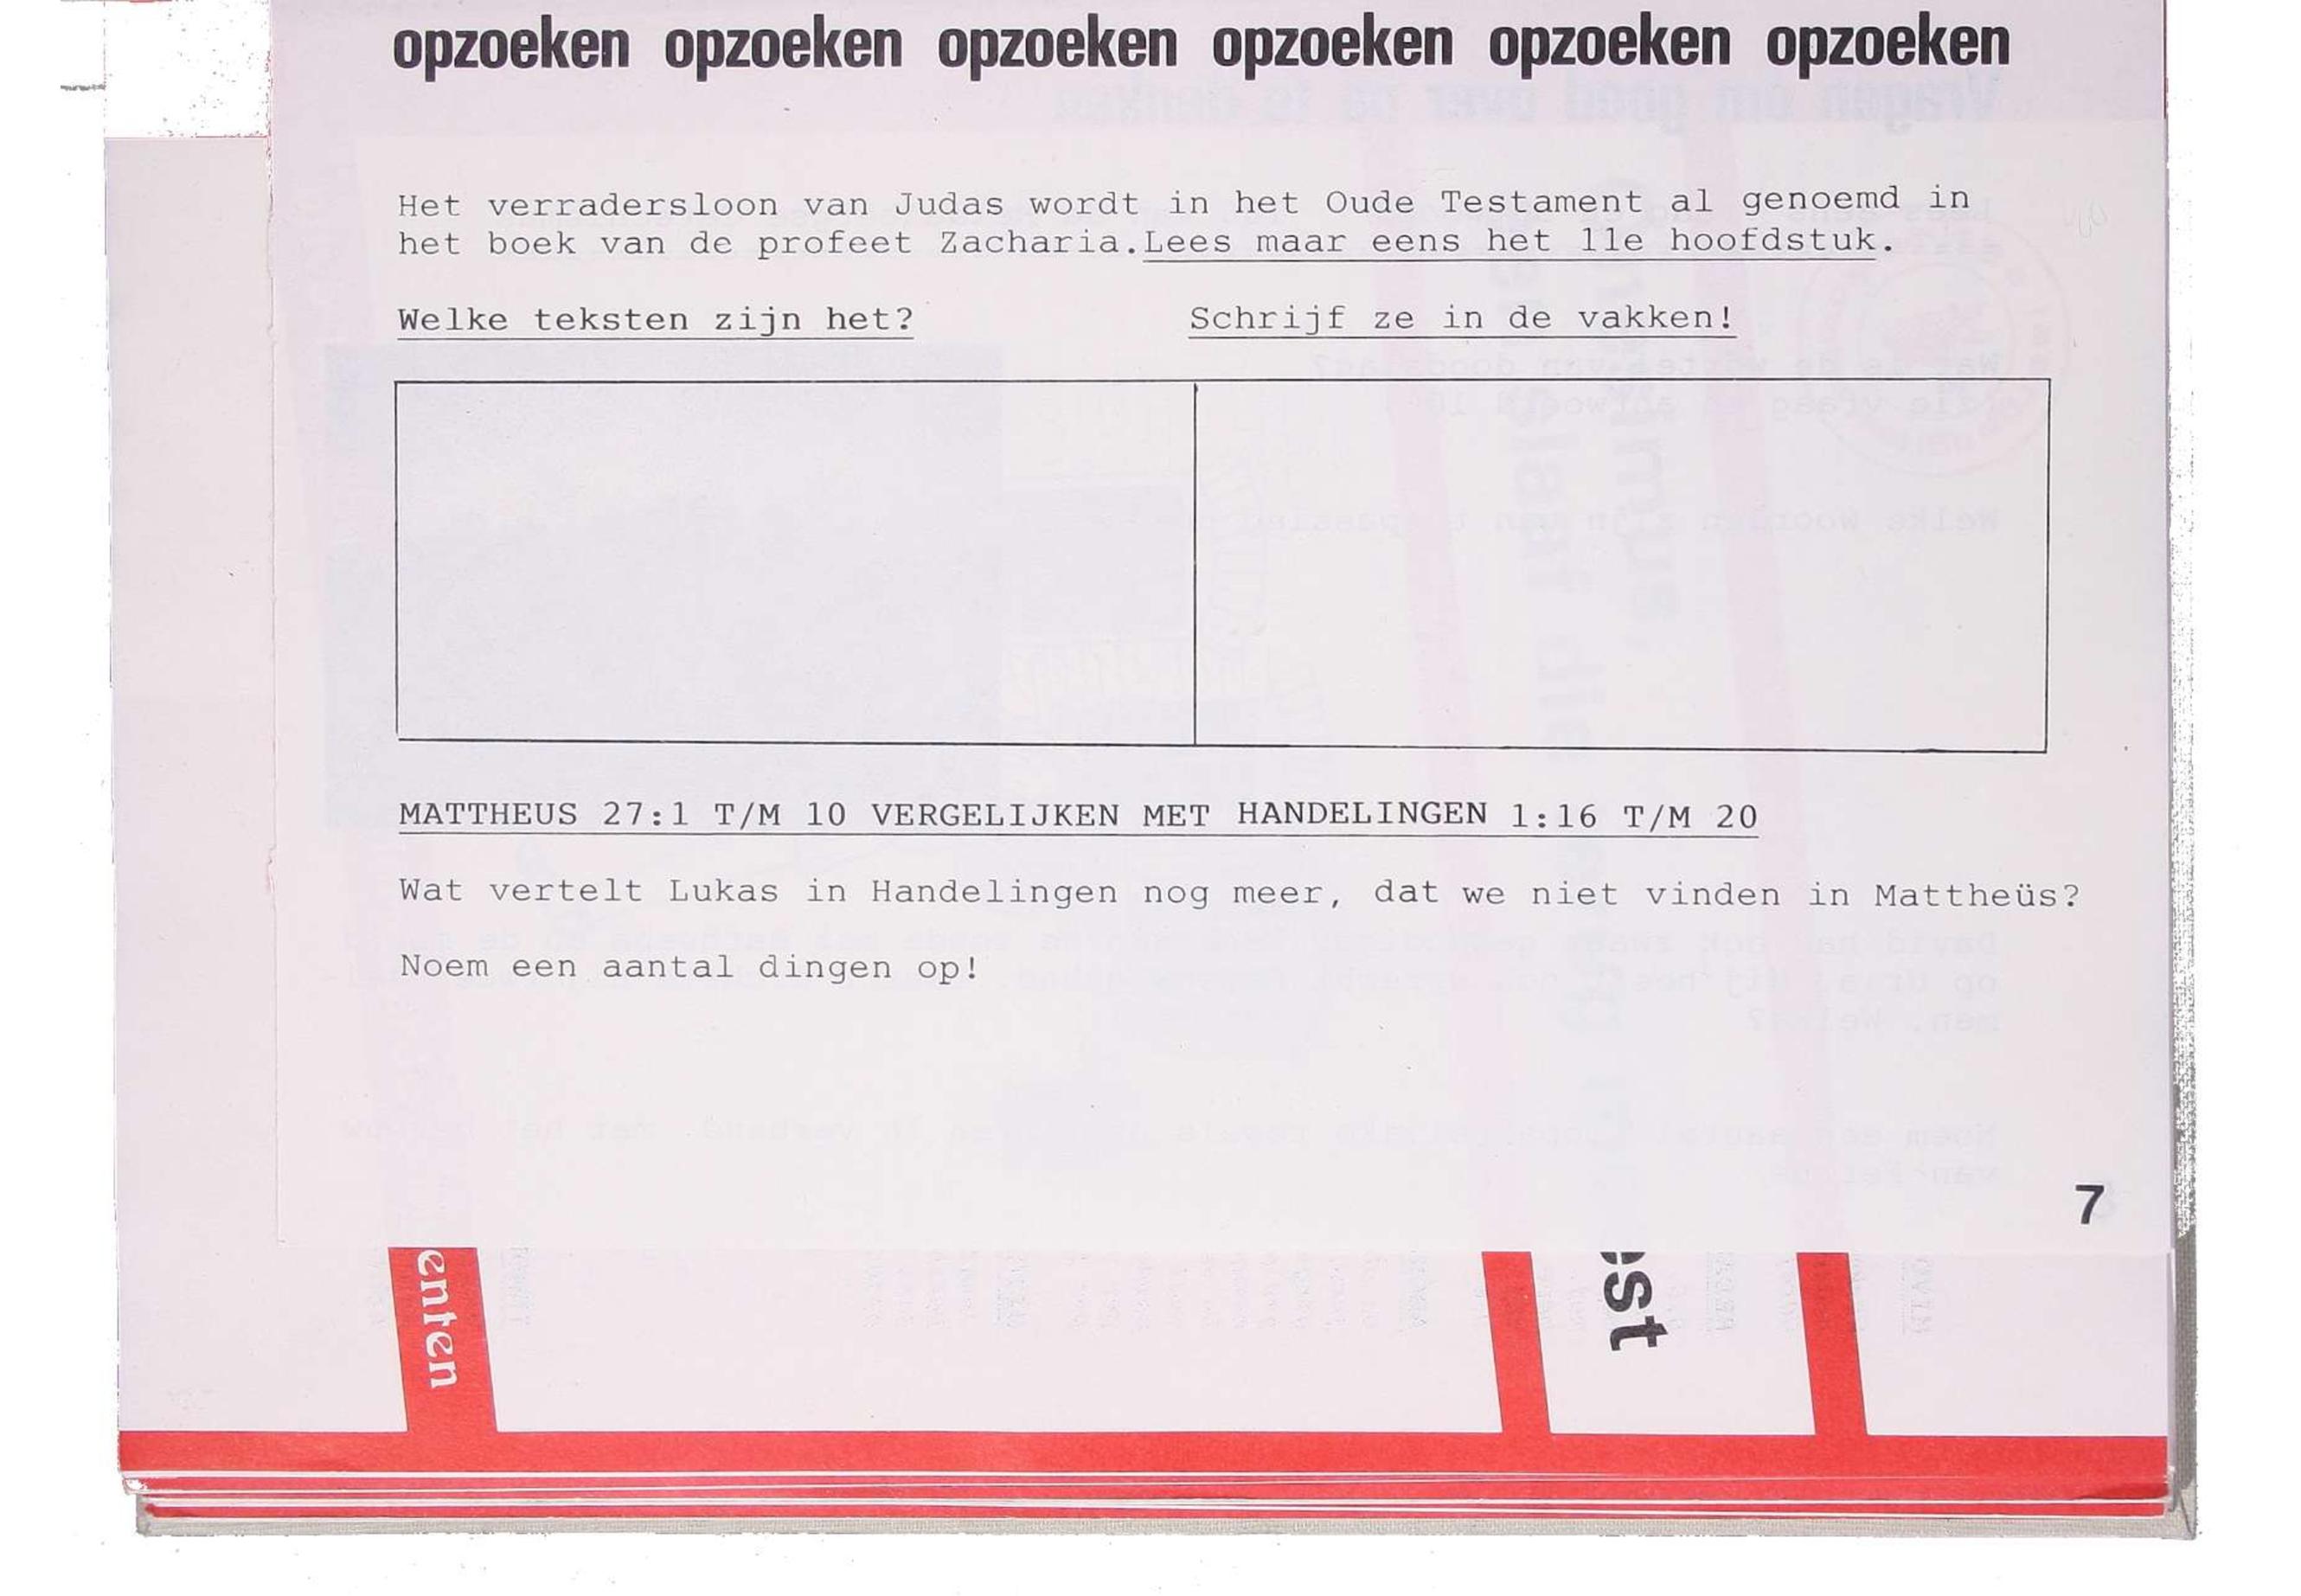 opzoeken opzoeken opzoeken opzoeken opzoeken opzoeken
Het verradersloon van Judas wordt in het Oude Testament al genoemd in
het boek van de profeet Zacharia.Lees maar eens het 11e hoofdstuk.
Welke teksten zijn het? Schrijf ze in de vakken!
MATTHEUS 27:1 T/M 10 VERGELIJKEN MET HANDELINGEN 1:16 T/M 20
Wat vertelt Lukas in Handelingen nog meer, dat we niet vinden in Mattheüs?
Noem een aantal dingen op!
7
enten
est